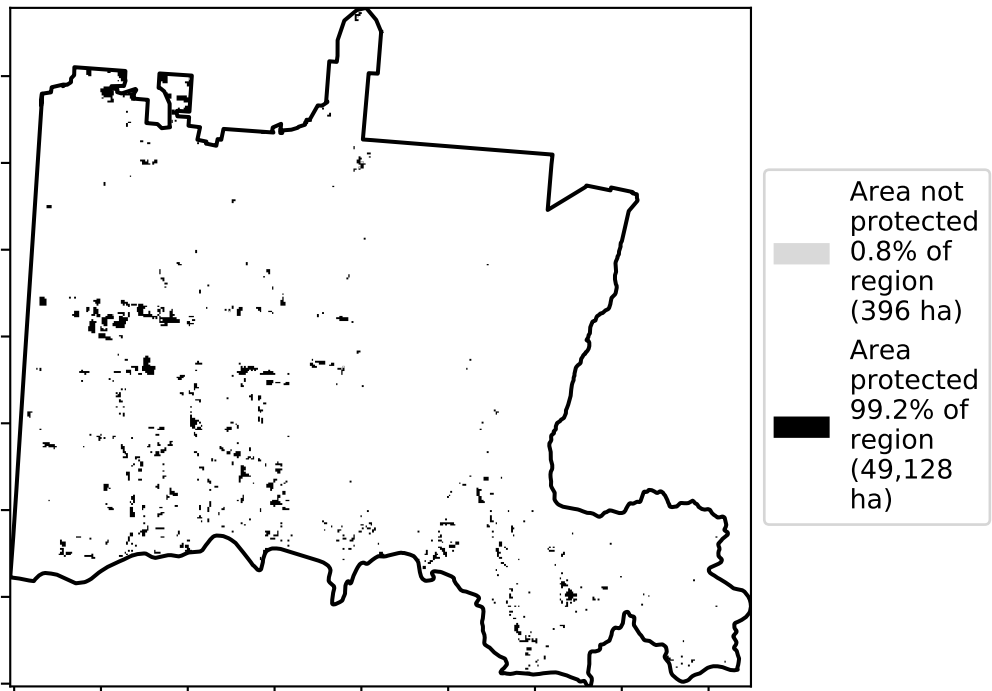 Area not
protected
0.8% of
region
(396 ha)
Area
protected
99.2% of
region
(49,128
ha)